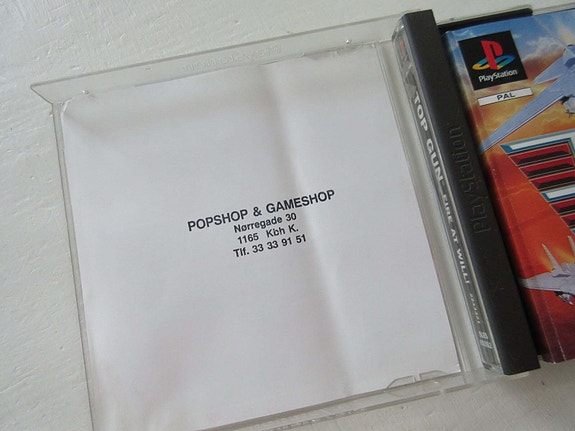 POPSHOP & GAMESHOP
Nørregade 30
1165 Kbh K.
Tlf. 33 33 91 51
TOP GUN FIRE AT WILL!
PlayStation
PlayStation
PAL